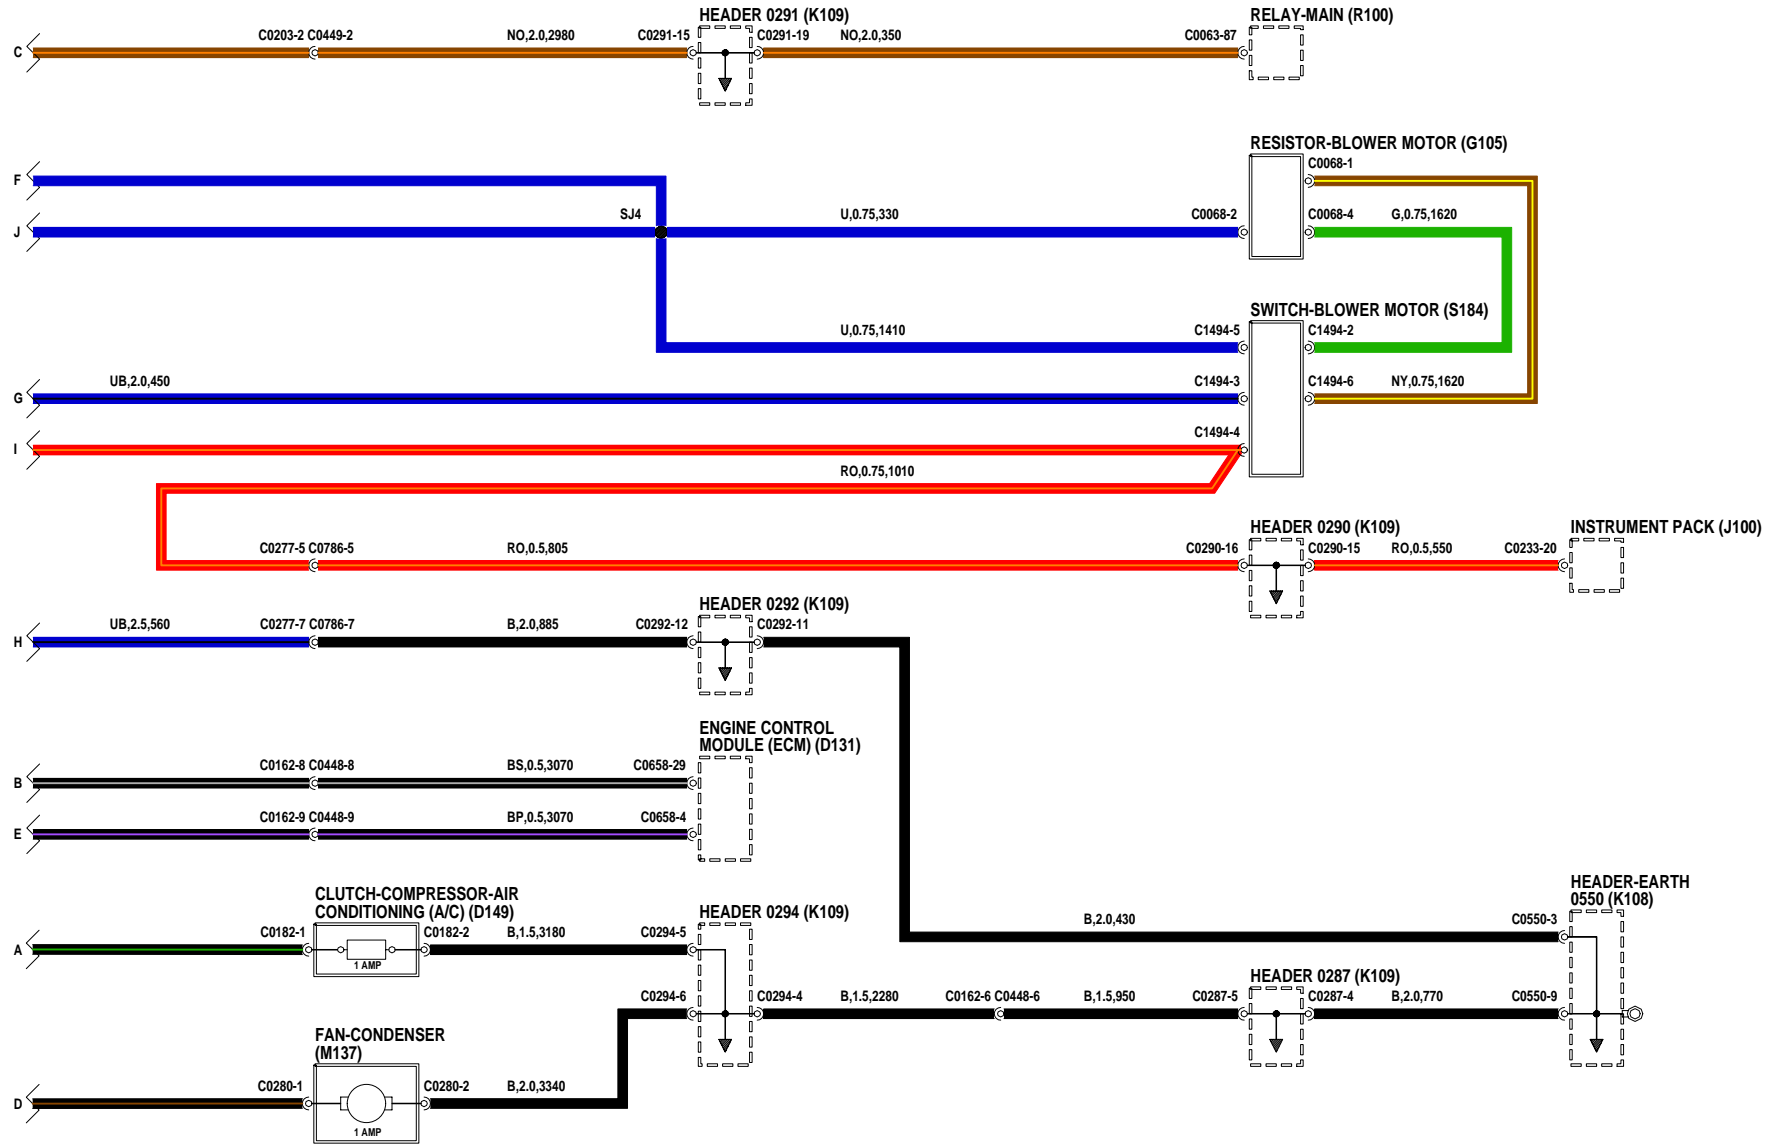 HEADER 0291 (K109)
RELAY-MAIN (R100)
C
C0203-2 C0449-2
NO,2.0,2980
C0291-15
C0291-19
NO,2.0,350
C0063-87
RESISTOR-BLOWER MOTOR (G105)
C0068-1
F
J
SJ4
U,0.75,330
C0068-2
C0068-4
G,0.75,1620
SWITCH-BLOWER MOTOR (S184)
U,0.75,1410
C1494-5
C1494-2
G
UB,2.0,450
C1494-3
C1494-6
NY,0.75,1620
I
C1494-4
RO,0.75,1010
HEADER 0290 (K109)
INSTRUMENT PACK (J100)
C0277-5 C0786-5
RO,0.5,805
C0290-16
C0290-15
RO,0.5,550
C0233-20
HEADER 0292 (K109)
H
UB,2.5,560
C0277-7 C0786-7
B,2.0,885
C0292-12
C0292-11
ENGINE CONTROL
MODULE (ECM) (D131)
B
C0162-8 C0448-8
BS,0.5,3070
C0658-29
E
C0162-9 C0448-9
BP,0.5,3070
C0658-4
CLUTCH-COMPRESSOR-AIR
CONDITIONING (A/C) (D149)
HEADER 0294 (K109)
HEADER-EARTH
0550 (K108)
A
C0182-1
C0182-2
B,1.5,3180
C0294-5
1 AMP
B,2.0,430
C0550-3
HEADER 0287 (K109)
C0294-6
C0294-4
B,1.5,2280
C0162-6 C0448-6
B,1.5,950
C0287-5
C0287-4
B,2.0,770
C0550-9
FAN-CONDENSER
(M137)
D
C0280-1
C0280-2
B,2.0,3340
1 AMP